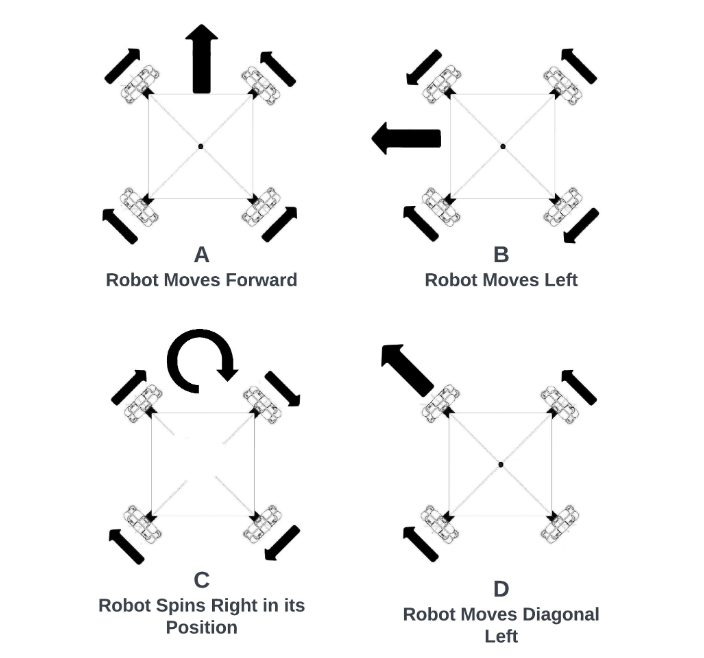 A
Robot Moves Forward
B
Robot Moves Left
C
Robot Spins Right in its
Position
D
Robot Moves Diagonal
Left